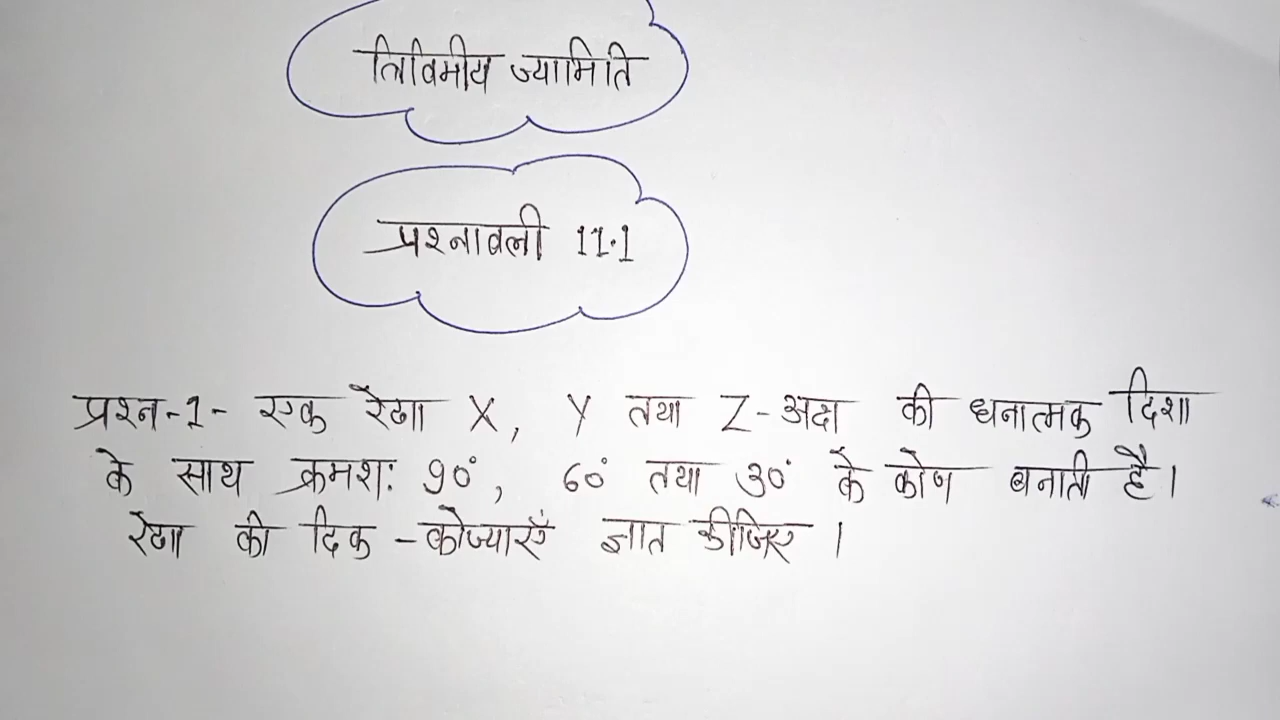 त्रिविमीय ज्यामिति
प्रश्नावली 11.1
प्रश्न-1- एक रेखा X, Y तथा Z-अक्ष की धनात्मक दिशा
के साथ क्रमश: 90°, 60° तथा 30° के कोण बनाती है।
रेखा की दिक -कोज्याएँ ज्ञात कीजिए ।